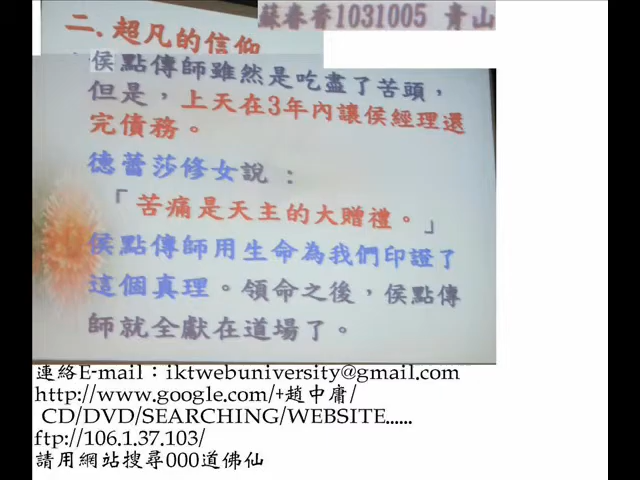 蘇春香1031005 青山
二.超凡的信仰
侯點傳師雖然是吃盡了苦頭，
但是，上天在3年內讓侯經理還
完債務。
德蕾莎修女說：
「苦痛是天主的大贈禮。」
侯點傳師用生命為我們印證了
這個真理。領命之後，侯點傳
師就全獻在道場了。
連絡E-mail：iktwebuniversity@gmail.com
http://www.google.com/+趙中庸/
CD/DVD/SEARCHING/WEBSITE......
ftp://106.1.37.103/
請用網站搜尋000道佛仙